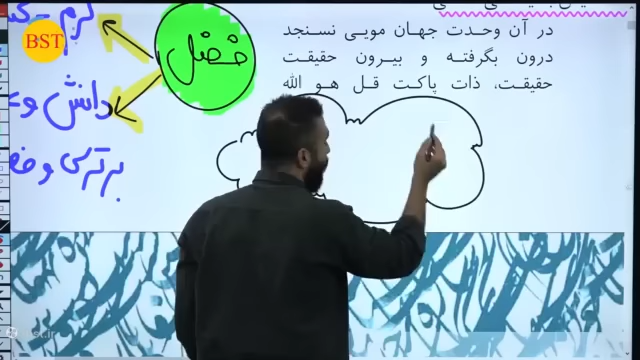 کرم
BST
فضل
دانش و
برتری و فض
در آن وحدت جهان مویی نسنجد
درون بگرفته و بیرون حقیقت
حقیقت، ذات پاکت قل هو الله